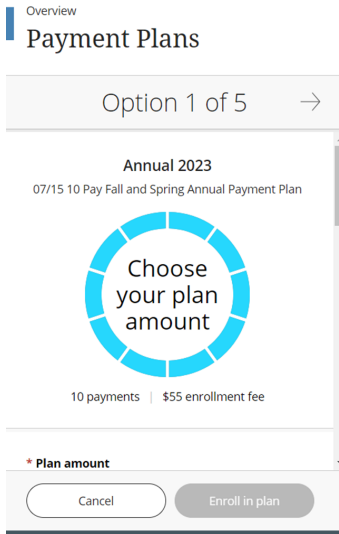 Overview
Payment Plans
Option 1 of 5
Annual 2023
07/15 10 Pay Fall and Spring Annual Payment Plan
Choose
your plan
amount
10 payments | $55 enrollment fee
* Plan amount
Cancel Enroll in plan